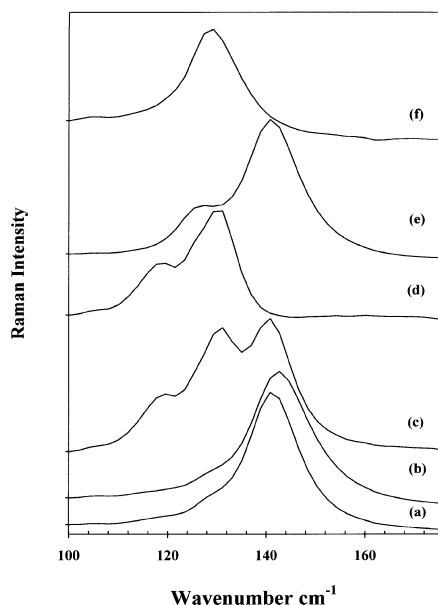 (f)
(e)
(d)
(c)
(b)
(a)
Raman Intensity
100 120 140 160
Wavenumber cm⁻¹